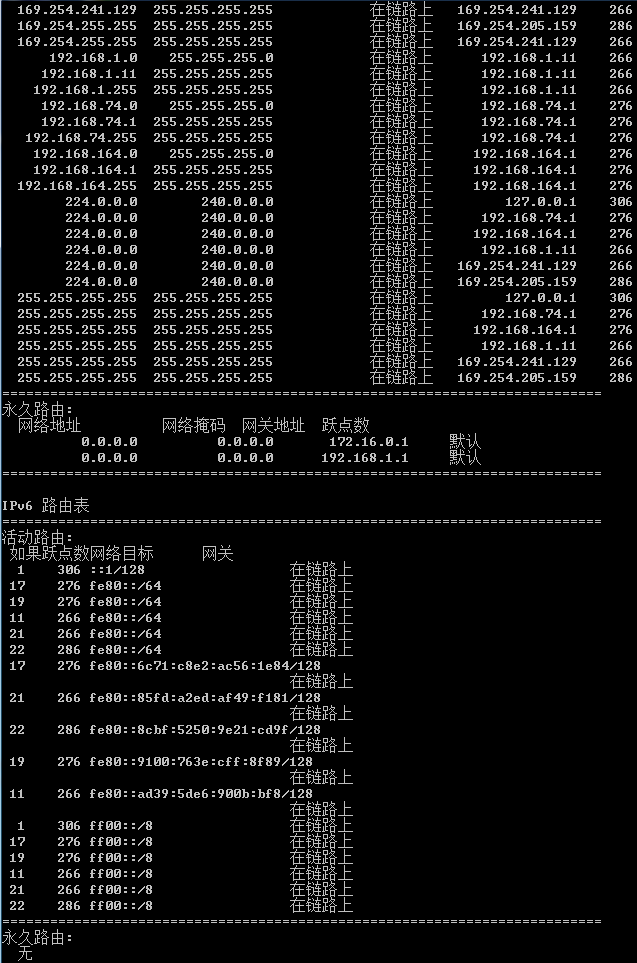 169.254.241.129  255.255.255.255            在链路上   169.254.241.129    266
169.254.255.255  255.255.255.255            在链路上   169.254.205.159    286
169.254.255.255  255.255.255.255            在链路上   169.254.241.129    266
192.168.1.0    255.255.255.0            在链路上      192.168.1.11    266
192.168.1.11  255.255.255.255            在链路上      192.168.1.11    266
192.168.1.255  255.255.255.255            在链路上      192.168.1.11    266
192.168.74.0    255.255.255.0            在链路上      192.168.74.1    276
192.168.74.1  255.255.255.255            在链路上      192.168.74.1    276
192.168.74.255  255.255.255.255            在链路上      192.168.74.1    276
192.168.164.0    255.255.255.0            在链路上     192.168.164.1    276
192.168.164.1  255.255.255.255            在链路上     192.168.164.1    276
192.168.164.255  255.255.255.255            在链路上     192.168.164.1    276
224.0.0.0        240.0.0.0            在链路上         127.0.0.1    306
224.0.0.0        240.0.0.0            在链路上      192.168.74.1    276
224.0.0.0        240.0.0.0            在链路上     192.168.164.1    276
224.0.0.0        240.0.0.0            在链路上      192.168.1.11    266
224.0.0.0        240.0.0.0            在链路上   169.254.241.129    266
224.0.0.0        240.0.0.0            在链路上   169.254.205.159    286
255.255.255.255  255.255.255.255            在链路上         127.0.0.1    306
255.255.255.255  255.255.255.255            在链路上      192.168.74.1    276
255.255.255.255  255.255.255.255            在链路上     192.168.164.1    276
255.255.255.255  255.255.255.255            在链路上      192.168.1.11    266
255.255.255.255  255.255.255.255            在链路上   169.254.241.129    266
255.255.255.255  255.255.255.255            在链路上   169.254.205.159    286
===========================================================================
永久路由:
网络地址          网络掩码  网关地址  跃点数
0.0.0.0          0.0.0.0       172.16.0.1     默认
0.0.0.0          0.0.0.0      192.168.1.1     默认
===========================================================================
IPv6 路由表
===========================================================================
活动路由:
如果跃点数网络目标      网关
1    306 ::1/128                  在链路上
17    276 fe80::/64                在链路上
19    276 fe80::/64                在链路上
11    266 fe80::/64                在链路上
21    266 fe80::/64                在链路上
22    286 fe80::/64                在链路上
17    276 fe80::6c71:c8e2:ac56:1e84/128
在链路上
21    266 fe80::85fd:a2ed:af49:f181/128
在链路上
22    286 fe80::8cbf:5250:9e21:cd9f/128
在链路上
19    276 fe80::9100:763e:cff:8f89/128
在链路上
11    266 fe80::ad39:5de6:900b:bf8/128
在链路上
1    306 ff00::/8                 在链路上
17    276 ff00::/8                 在链路上
19    276 ff00::/8                 在链路上
11    266 ff00::/8                 在链路上
21    266 ff00::/8                 在链路上
22    286 ff00::/8                 在链路上
===========================================================================
永久路由:
无